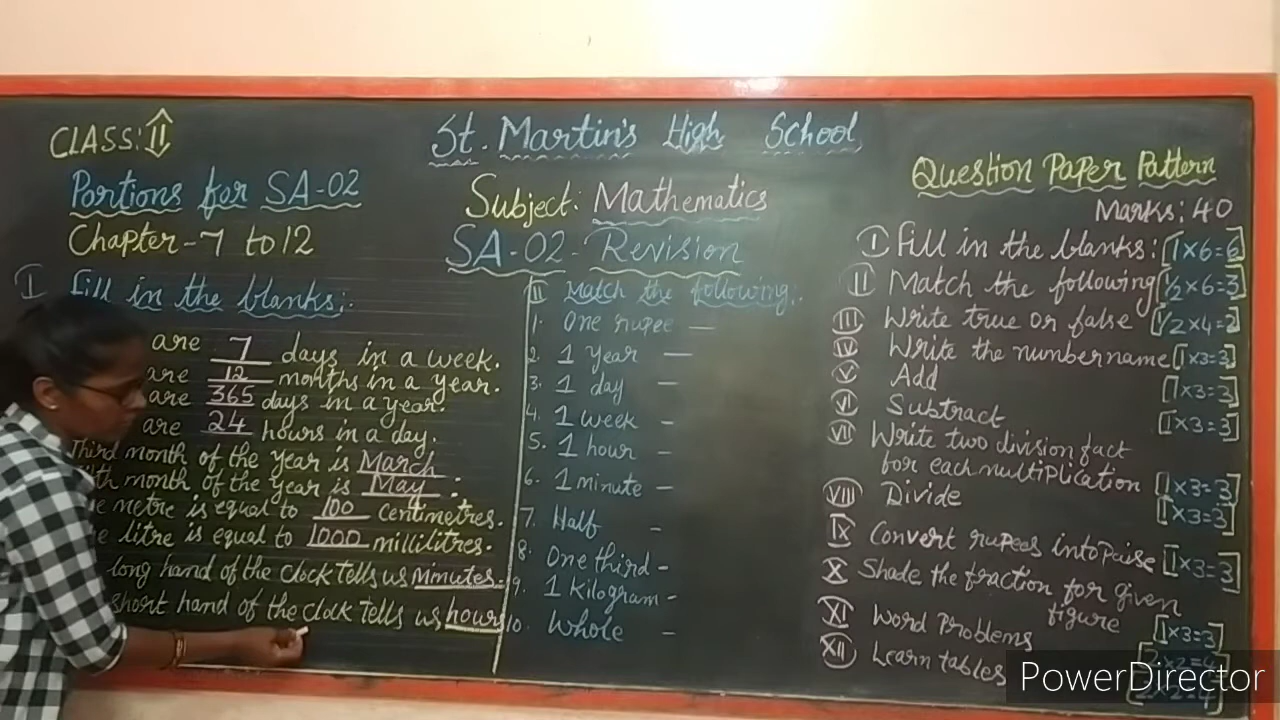 CLASS: II
St. Martin's High School
Portions for SA-02
Chapter-7 to 12
Subject: Mathematics
SA-02- Revision
I Fill in the blanks:
are 7 days in a week.
are 12 months in a year.
are 365 days in a year.
are 24 hours in a day.
Third month of the year is March
month of the year is May.
metre is equal to 100 centimetres.
litre is equal to 1000 millilitres.
long hand of the clock tells us minutes.
short hand of the clock tells us hours
II Match the following:
1. One rupee —
2. 1 Year —
3. 1 day —
4. 1 week -
5. 1 hour -
6. 1 minute -
7. Half -
8. One third -
9. 1 Kilogram -
10. Whole -
Question Paper Pattern
Marks: 40
I Fill in the blanks: [1×6=6]
II Match the following [1/2×6=3]
III Write true or false [1/2×4=2]
IV Write the number name [1×3=3]
V Add [1×3=3]
VI Subtract [1×3=3]
VII Write two division fact
for each multiplication [1×3=3]
VIII Divide [1×3=3]
IX Convert rupees into paise [1×3=3]
X Shade the fraction for given
figure [1×3=3]
XI Word Problems [2×2=4]
XII Learn tables [2×2=4]
PowerDirector